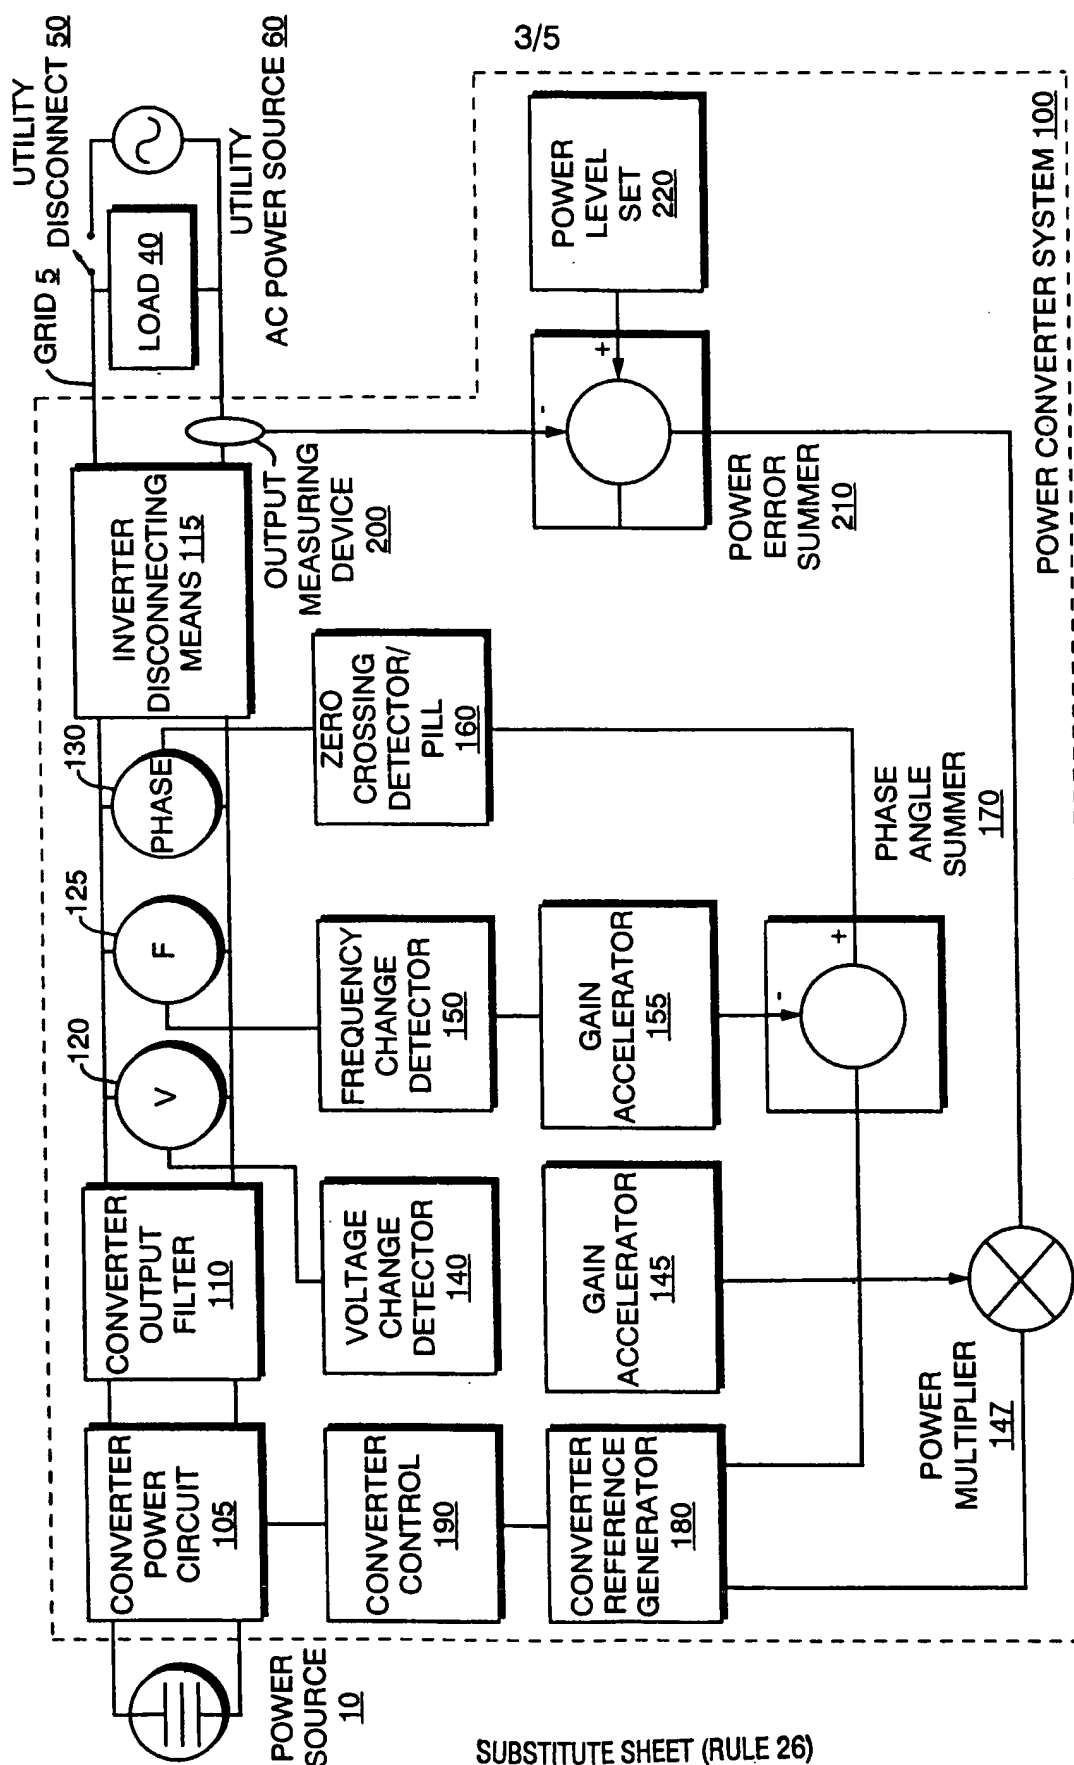 3/5
UTILITY
DISCONNECT 50
GRID 5
LOAD 40
UTILITY
AC POWER SOURCE 60
INVERTER
DISCONNECTING
MEANS 115
OUTPUT
MEASURING
DEVICE
200
POWER
LEVEL
SET
220
+
-
POWER
ERROR
SUMMER
210
130
PHASE
125
F
120
V
CONVERTER
OUTPUT
FILTER
110
CONVERTER
POWER
CIRCUIT
105
POWER
SOURCE
10
ZERO
CROSSING
DETECTOR/
PILL
160
FREQUENCY
CHANGE
DETECTOR
150
VOLTAGE
CHANGE
DETECTOR
140
CONVERTER
CONTROL
190
GAIN
ACCELERATOR
155
GAIN
ACCELERATOR
145
CONVERTER
REFERENCE
GENERATOR
180
+
-
PHASE
ANGLE
SUMMER
170
POWER
MULTIPLIER
147
POWER CONVERTER SYSTEM 100
SUBSTITUTE SHEET (RULE 26)